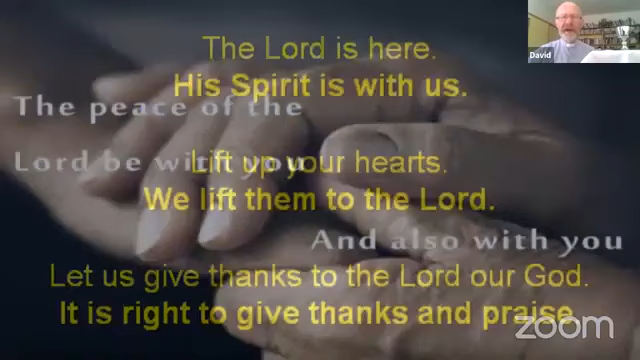 The Lord is here.
His Spirit is with us.
The peace of the
Lord be with you
Lift up your hearts.
We lift them to the Lord.
And also with you
Let us give thanks to the Lord our God.
It is right to give thanks and praise.
zoom
David